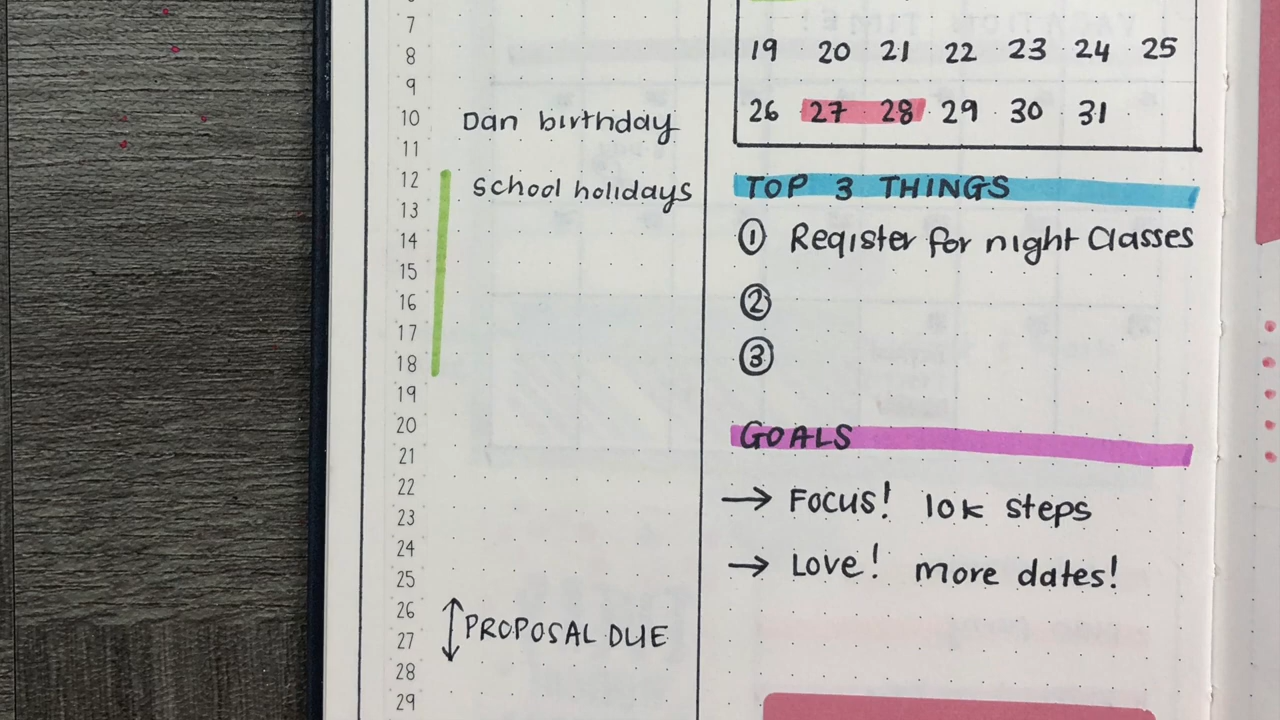 7
8
9
10 Dan birthday
11
12 school holidays
13
14
15
16
17
18
19
20
21
22
23
24
25
26
27 PROPOSAL DUE
28
29
19 20 21 22 23 24 25
26 27 28 29 30 31
TOP 3 THINGS
① Register for night classes
②
③
GOALS
→ Focus! 10k steps
→ Love! more dates!